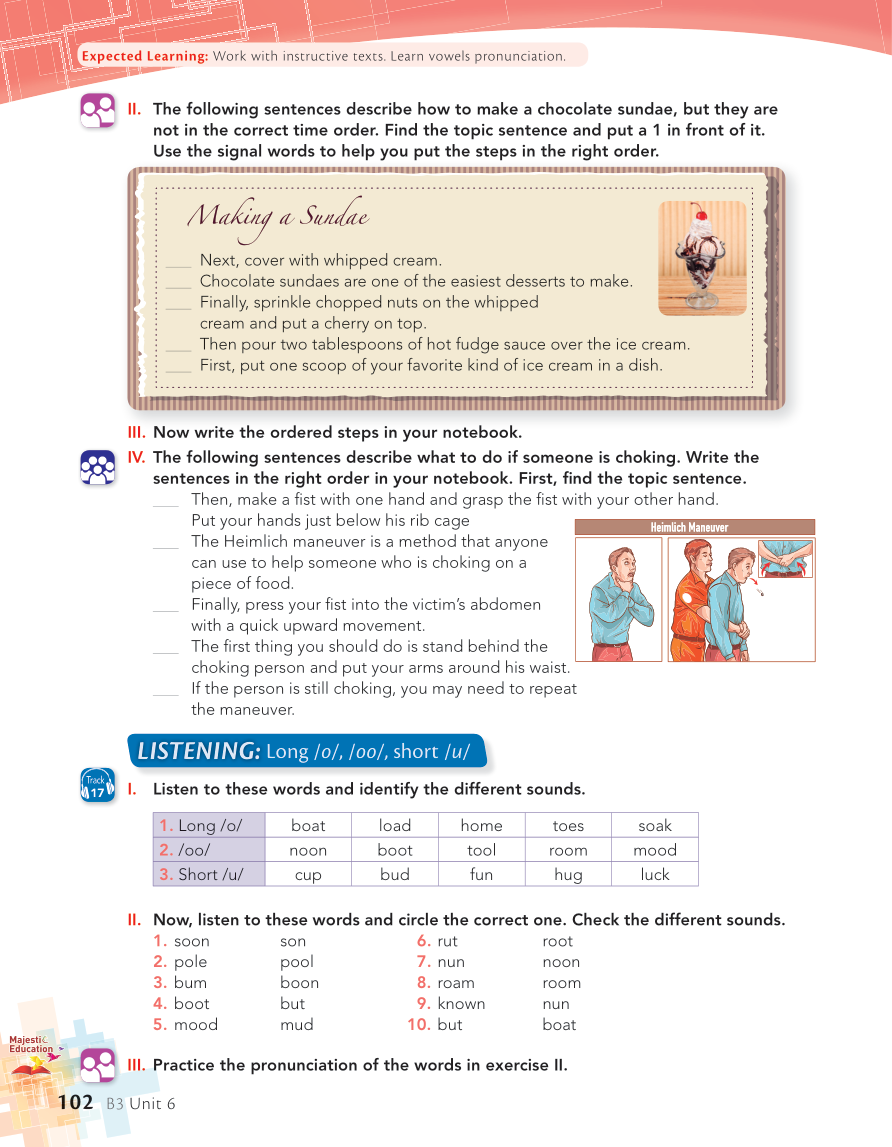 Expected Learning: Work with instructive texts. Learn vowels pronunciation.
II. The following sentences describe how to make a chocolate sundae, but they are
not in the correct time order. Find the topic sentence and put a 1 in front of it.
Use the signal words to help you put the steps in the right order.
Making a Sundae
___ Next, cover with whipped cream.
___ Chocolate sundaes are one of the easiest desserts to make.
___ Finally, sprinkle chopped nuts on the whipped
cream and put a cherry on top.
___ Then pour two tablespoons of hot fudge sauce over the ice cream.
___ First, put one scoop of your favorite kind of ice cream in a dish.
III. Now write the ordered steps in your notebook.
IV. The following sentences describe what to do if someone is choking. Write the
sentences in the right order in your notebook. First, find the topic sentence.
___ Then, make a fist with one hand and grasp the fist with your other hand.
Put your hands just below his rib cage
___ The Heimlich maneuver is a method that anyone
can use to help someone who is choking on a
piece of food.
___ Finally, press your fist into the victim's abdomen
with a quick upward movement.
___ The first thing you should do is stand behind the
choking person and put your arms around his waist.
___ If the person is still choking, you may need to repeat
the maneuver.
Heimlich Maneuver
LISTENING: Long /o/, /oo/, short /u/
Track
17
I. Listen to these words and identify the different sounds.
1. Long /o/ boat load home toes soak
2. /oo/ noon boot tool room mood
3. Short /u/ cup bud fun hug luck
II. Now, listen to these words and circle the correct one. Check the different sounds.
1. soon son 6. rut root
2. pole pool 7. nun noon
3. bum boon 8. roam room
4. boot but 9. known nun
5. mood mud 10. but boat
III. Practice the pronunciation of the words in exercise II.
Majestic
Education
102 B3 Unit 6